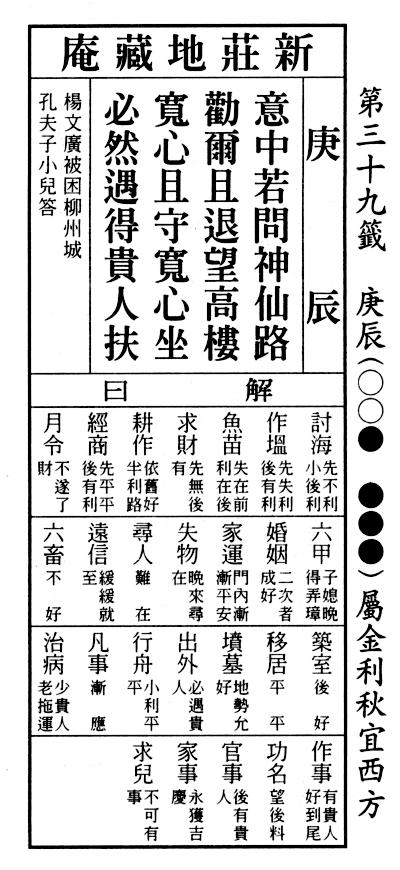 第三十九籤　庚辰(○○●　●●●)屬金利秋宜西方
新莊地藏庵
庚辰
意中若問神仙路
勸爾且退望高樓
寬心且守寬心坐
必然遇得貴人扶
楊文廣被困柳州城
孔夫子小兒答
解曰
討海 先不利小後利
作塭 先失利後有利
魚苗 失在前利在後
求財 先無後有
耕作 依舊好半利路
經商 先平平後有利
月令 不遂了財
六甲 子媳晚得弄璋
婚姻 二次者成好
家運 門內漸漸平安
失物 晚來尋在
尋人 難在
遠信 緩緩就至
六畜 不好
築室 後好
移居 平平
墳墓 地勢允好
出外 必遇貴人
行舟 小利平平
凡事 漸應
治病 少貴人老拖運
作事 有貴人好到尾
功名 望後料
官事 後有貴人
家事 永獲吉慶
求兒 不可有事